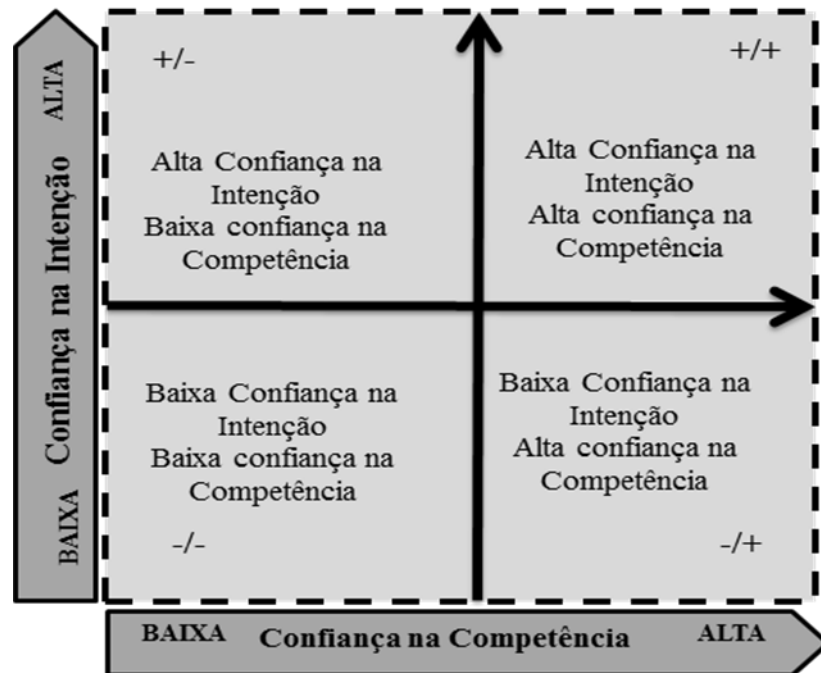 ALTA
Confiança na Intenção
BAIXA
+/-
Alta Confiança na
Intenção
Baixa confiança na
Competência
+/+
Alta Confiança na
Intenção
Alta confiança na
Competência
Baixa Confiança na
Intenção
Baixa confiança na
Competência
-/-
Baixa Confiança na
Intenção
Alta confiança na
Competência
-/+
BAIXA
Confiança na Competência
ALTA